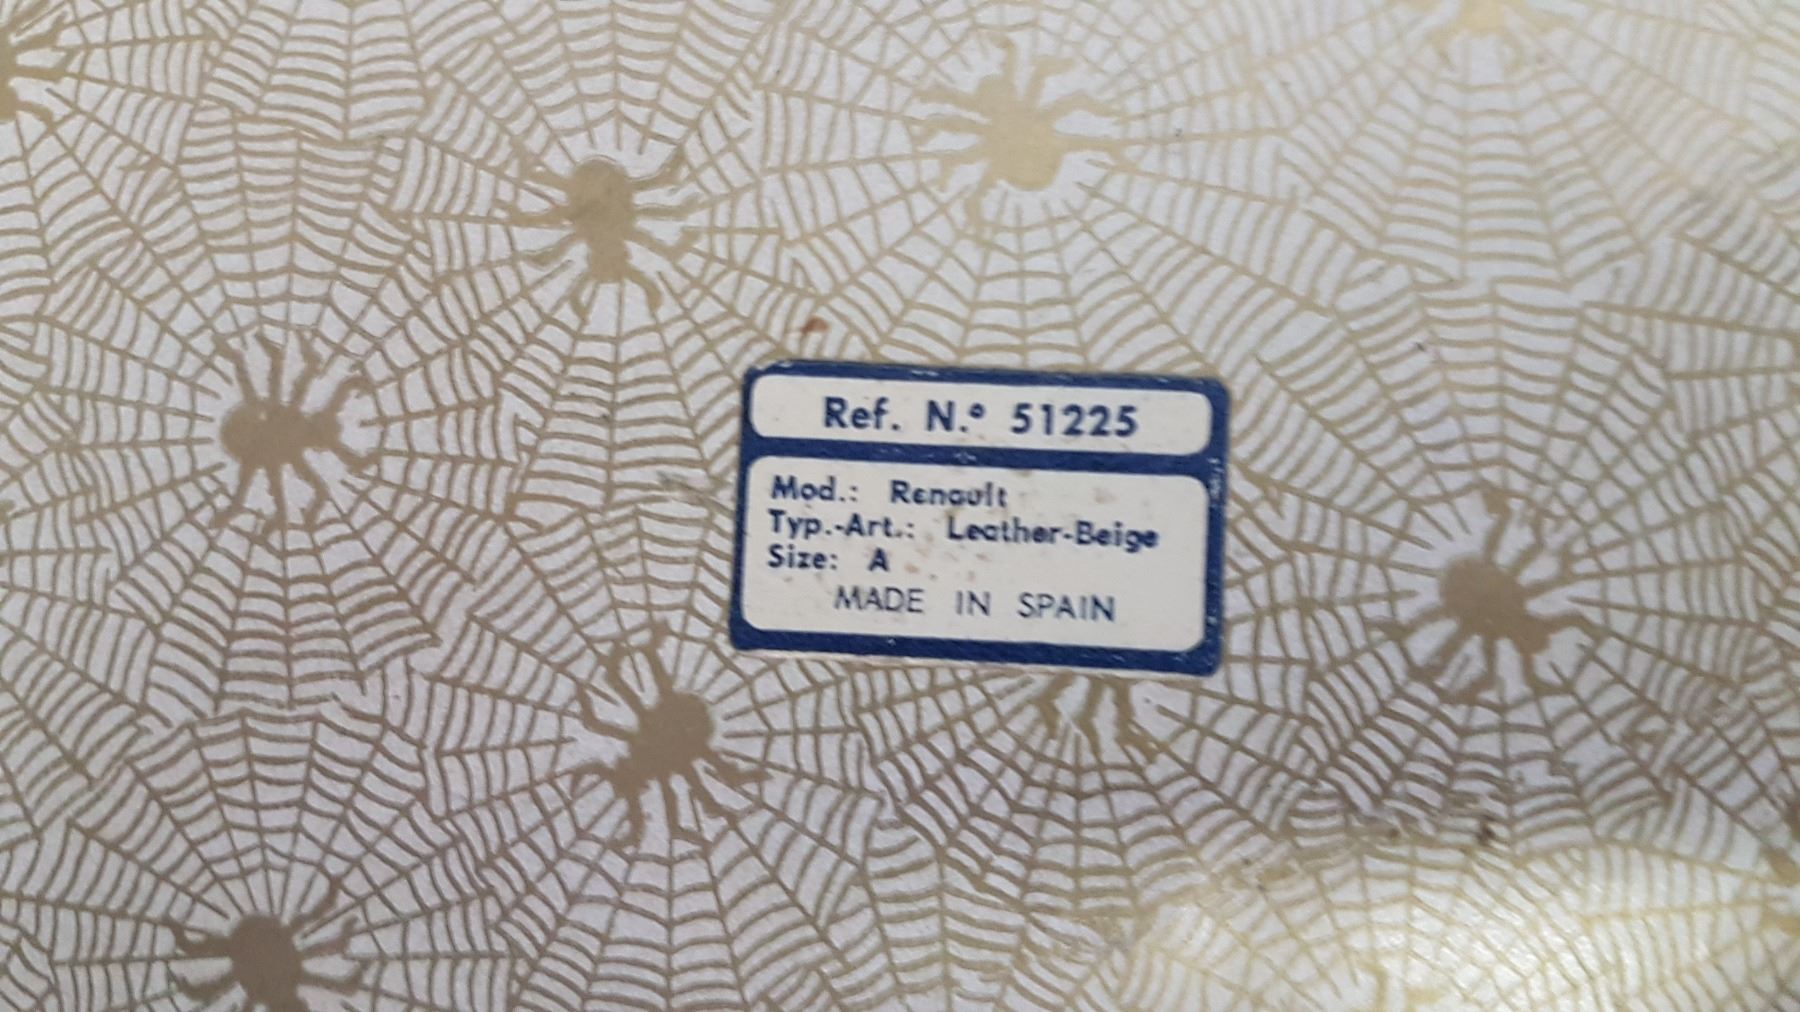 Ref. N.º 51225
Mod.: Renault
Typ.-Art.: Leather-Beige
Size: A
MADE IN SPAIN